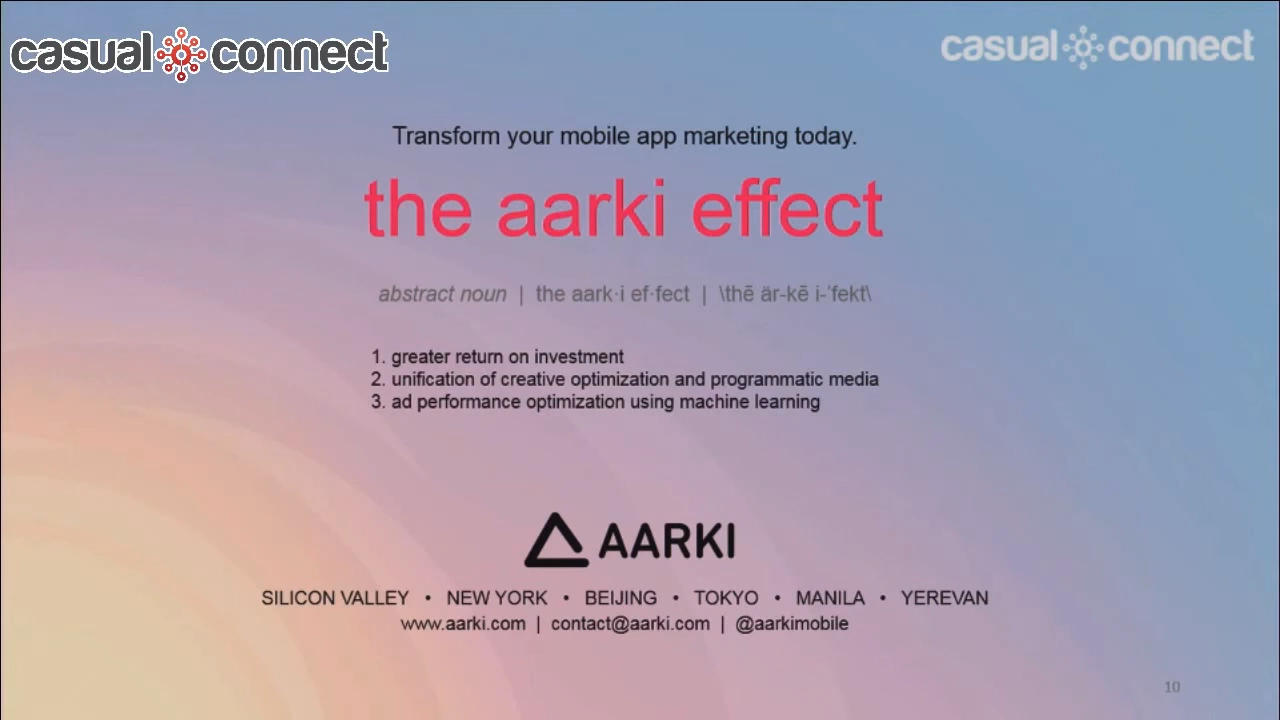 casual connect
casual connect
Transform your mobile app marketing today.
the aarki effect
abstract noun | the aark·i ef·fect | \thē är-kē i-ˈfekt\
1. greater return on investment
2. unification of creative optimization and programmatic media
3. ad performance optimization using machine learning
AARKI
SILICON VALLEY • NEW YORK • BEIJING • TOKYO • MANILA • YEREVAN
www.aarki.com | contact@aarki.com | @aarkimobile
10